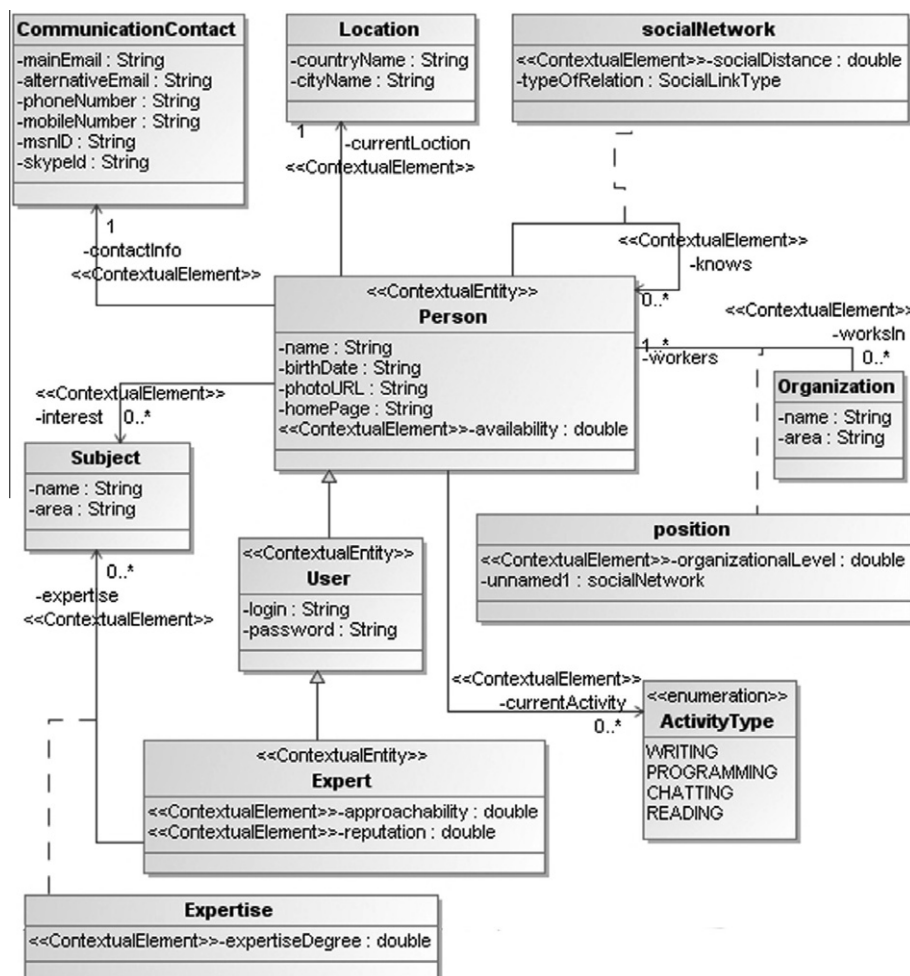 CommunicationContact
-mainEmail : String
-alternativeEmail : String
-phoneNumber : String
-mobileNumber : String
-msnID : String
-skypeId : String
Location
-countryName : String
-cityName : String
socialNetwork
<<ContextualElement>>-socialDistance : double
-typeOfRelation : SocialLinkType
1
-currentLoction
<<ContextualElement>>
1
-contactInfo
<<ContextualElement>>
<<ContextualElement>>
-knows
0..*
<<ContextualEntity>>
Person
-name : String
-birthDate : String
-photoURL : String
-homePage : String
<<ContextualElement>>-availability : double
<<ContextualElement>
-worksIn
0..*
1..*
-workers
Organization
-name : String
-area : String
<<ContextualElement>>
-interest 0..*
Subject
-name : String
-area : String
position
<<ContextualElement>>-organizationalLevel : double
-unnamed1 : socialNetwork
<<ContextualEntity>>
User
-login : String
-password : String
0..*
-expertise
<<ContextualElement>>
<<ContextualElement>>
-currentActivity
0..*
<<enumeration>>
ActivityType
WRITING
PROGRAMMING
CHATTING
READING
<<ContextualEntity>>
Expert
<<ContextualElement>>-approachability : double
<<ContextualElement>>-reputation : double
Expertise
<<ContextualElement>>-expertiseDegree : double